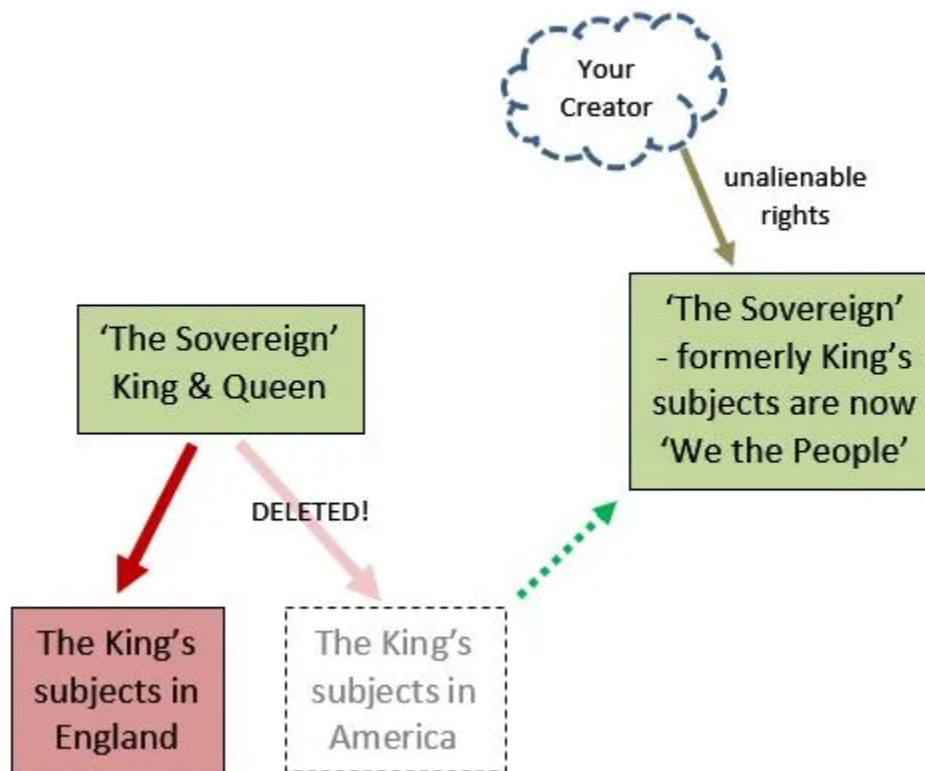 Your
Creator
unalienable
rights
‘The Sovereign’
- formerly King’s
subjects are now
‘We the People’
‘The Sovereign’
King & Queen
DELETED!
The King’s
subjects in
England
The King’s
subjects in
America